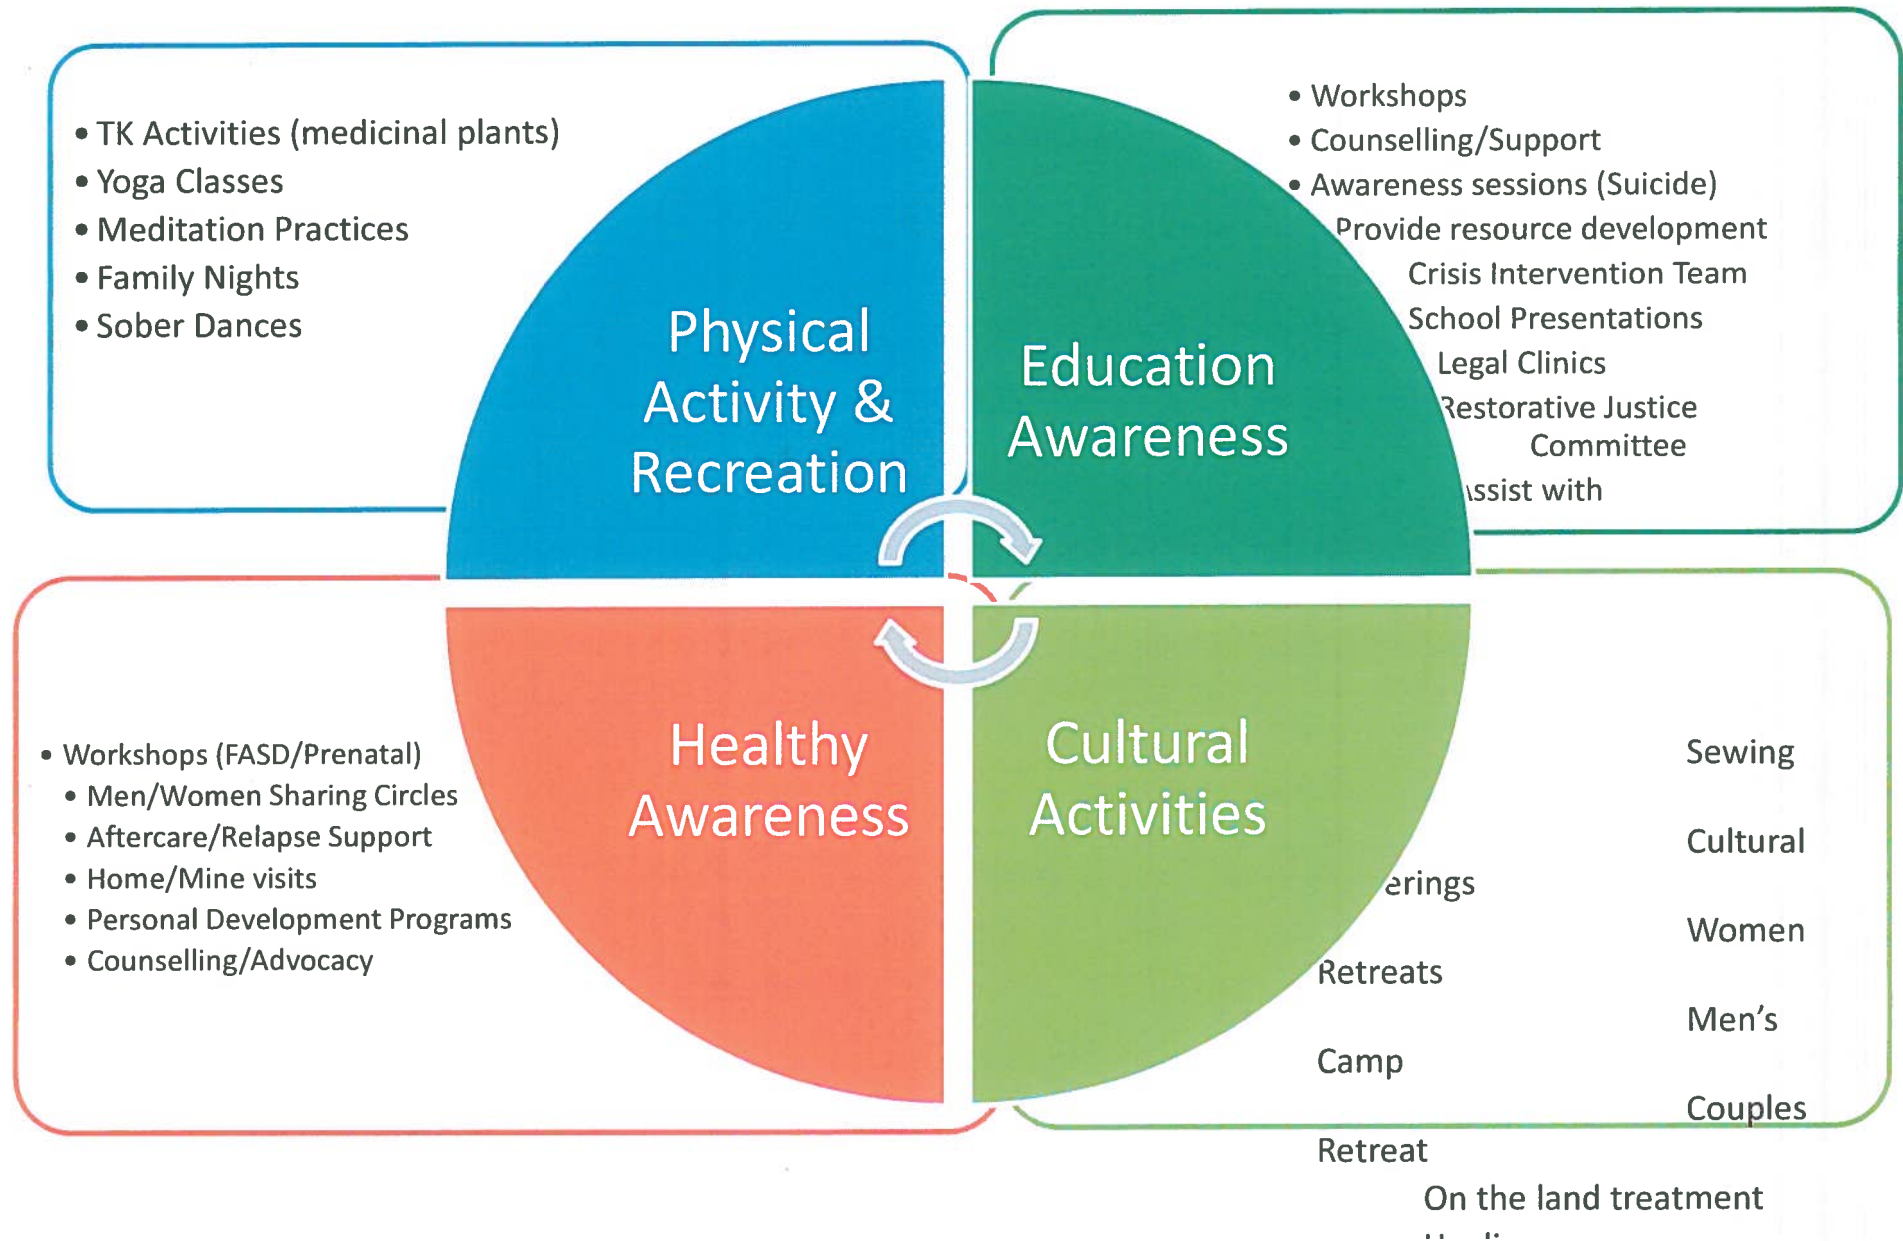 • TK Activities (medicinal plants)
• Yoga Classes
• Meditation Practices
• Family Nights
• Sober Dances
Physical
Activity &
Recreation
• Workshops
• Counselling/Support
• Awareness sessions (Suicide)
Provide resource development
Crisis Intervention Team
School Presentations
Legal Clinics
Restorative Justice
Committee
Assist with
Education
Awareness
• Workshops (FASD/Prenatal)
• Men/Women Sharing Circles
• Aftercare/Relapse Support
• Home/Mine visits
• Personal Development Programs
• Counselling/Advocacy
Healthy
Awareness
Cultural
Activities
Sewing
Cultural
erings
Women
Retreats
Men's
Camp
Couples
Retreat
On the land treatment